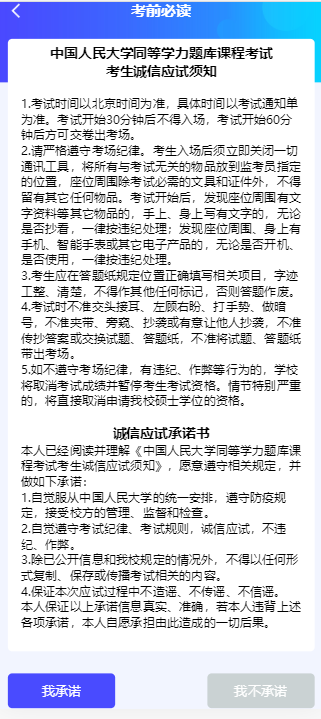 考前必读
中国人民大学同等学力题库课程考试
考生诚信应试须知
1.考试时间以北京时间为准，具体时间以考试通知单
为准。考试开始30分钟后不得入场，考试开始60分
钟后方可交卷出考场。
2.请严格遵守考场纪律。考生入场后须立即关闭一切
通讯工具，将所有与考试无关的物品放到监考员指定
的位置，座位周围除考试必需的文具和证件外，不得
留有其它任何物品。考试开始后，发现座位周围有文
字资料等其它物品的，手上、身上写有文字的，无论
是否抄看，一律按违纪处理；发现座位周围、身上有
手机、智能手表或其它电子产品的，无论是否开机、
是否使用，一律按违纪处理。
3.考生应在答题纸规定位置正确填写相关项目，字迹
工整、清楚，不得作其他任何标记，否则答题作废。
4.考试时不准交头接耳、左顾右盼、打手势、做暗
号，不准夹带、旁窥、抄袭或有意让他人抄袭，不准
传抄答案或交换试题、答题纸，不准将试题、答题纸
带出考场。
5.如不遵守考场纪律，有违纪、作弊等行为的，学校
将取消考试成绩并暂停考生考试资格。情节特别严重
的，将直接取消申请我校硕士学位的资格。
诚信应试承诺书
本人已经阅读并理解《中国人民大学同等学力题库课
程考试考生诚信应试须知》，愿意遵守相关规定，并
做如下承诺：
1.自觉服从中国人民大学的统一安排，遵守防疫规
定，接受校方的管理、监督和检查。
2.自觉遵守考试纪律、考试规则，诚信应试，不违
纪、作弊。
3.除已公开信息和我校规定的情况外，不得以任何形
式复制、保存或传播考试相关的内容。
4.保证本次应试过程中不造谣、不传谣、不信谣。
本人保证以上承诺信息真实、准确，若本人违背上述
各项承诺，本人自愿承担由此造成的一切后果。
我承诺
我不承诺